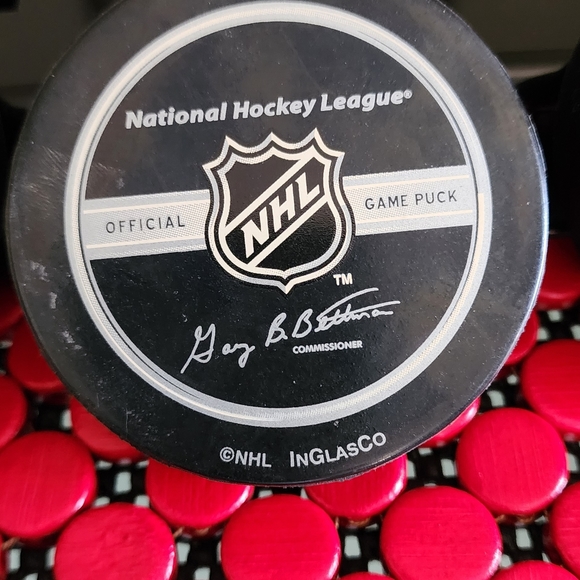 National Hockey League®
OFFICIAL NHL GAME PUCK
TM
Gary B. Bettman
COMMISSIONER
©NHL INGLASCO